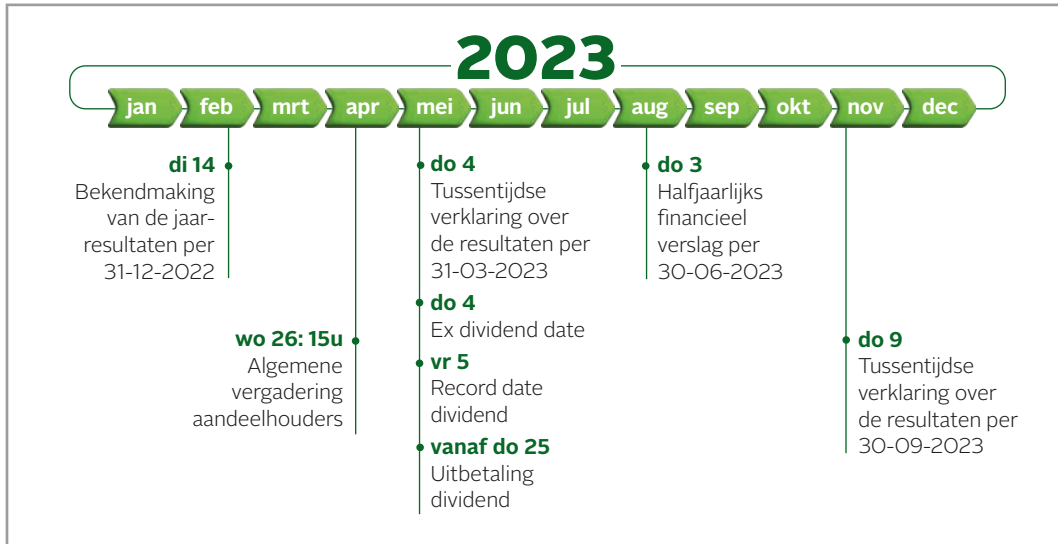 2023
jan feb mrt apr mei jun jul aug sep okt nov dec
di 14
Bekendmaking
van de jaar-
resultaten per
31-12-2022
wo 26: 15u
Algemene
vergadering
aandeelhouders
do 4
Tussentijdse
verklaring over
de resultaten per
31-03-2023
do 4
Ex dividend date
vr 5
Record date
dividend
vanaf do 25
Uitbetaling
dividend
do 3
Halfjaarlijks
financieel
verslag per
30-06-2023
do 9
Tussentijdse
verklaring over
de resultaten per
30-09-2023